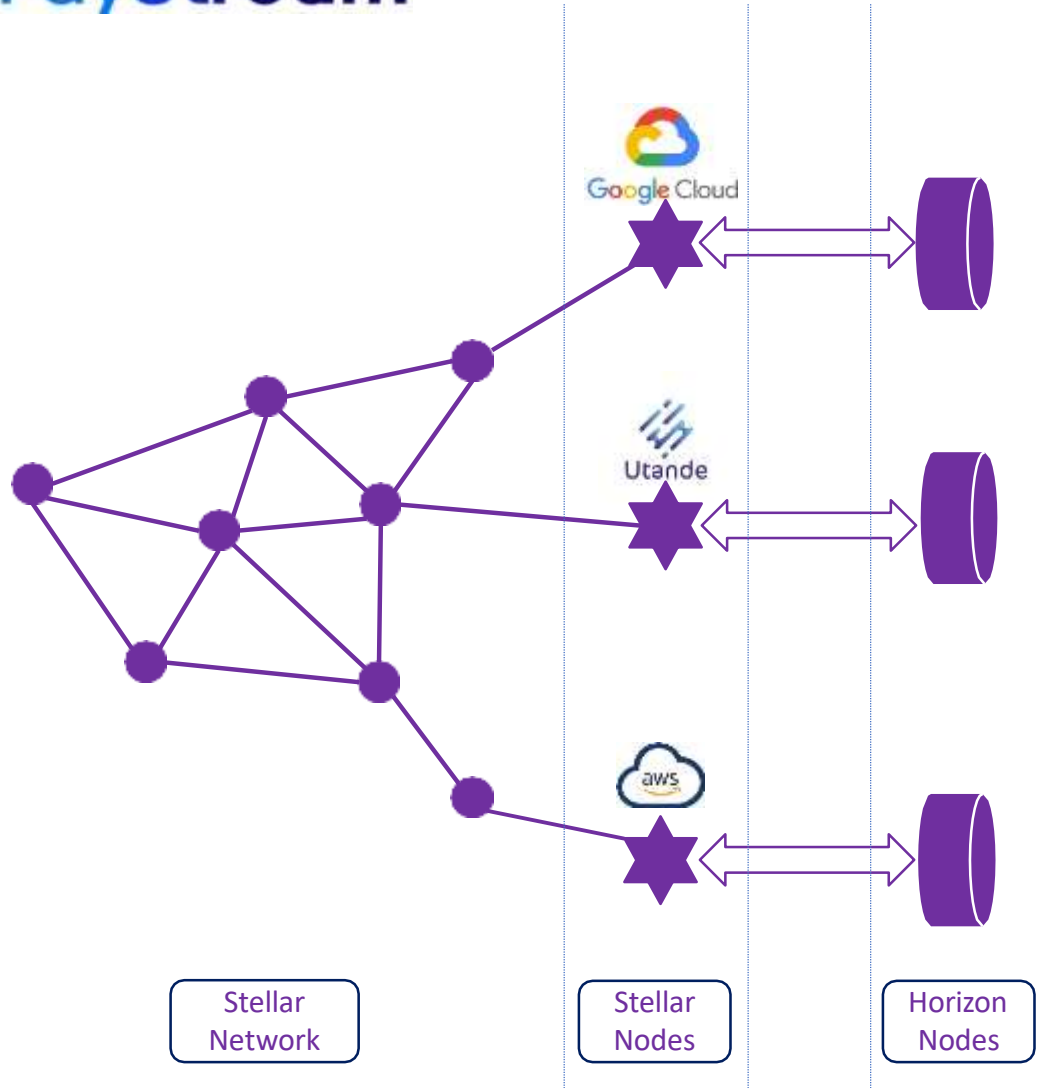 Google Cloud
Utande
aws
Stellar
Network
Stellar
Nodes
Horizon
Nodes